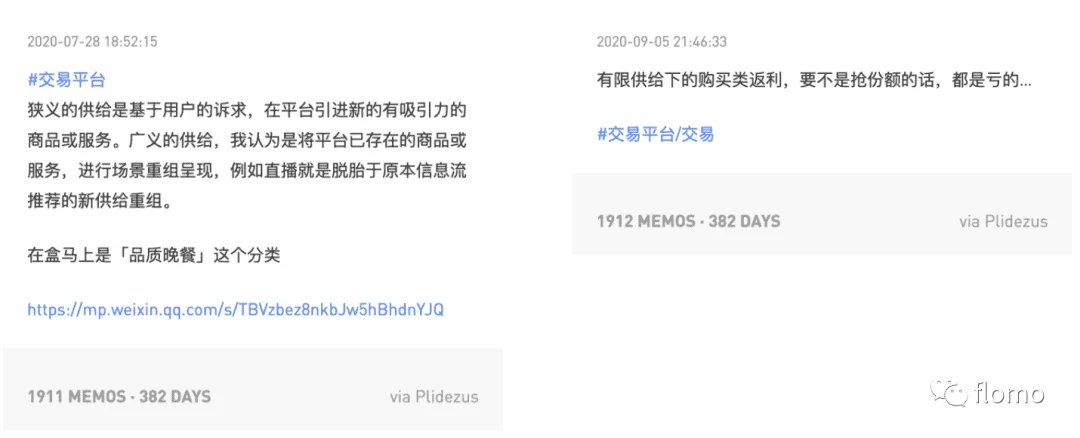 2020-07-28 18:52:15
#交易平台
狭义的供给是基于用户的诉求，在平台引进新的有吸引力的
商品或服务。广义的供给，我认为是将平台已存在的商品或
服务，进行场景重组呈现，例如直播就是脱胎于原本信息流
推荐的新供给重组。
在盒马上是「品质晚餐」这个分类
https://mp.weixin.qq.com/s/TBVzbez8nkbJw5hBhdnYJQ
1911 MEMOS · 382 DAYS
via Plidezus
2020-09-05 21:46:33
有限供给下的购买类返利，要不是抢份额的话，都是亏的...
#交易平台/交易
1912 MEMOS · 382 DAYS
via Plidezus
flomo